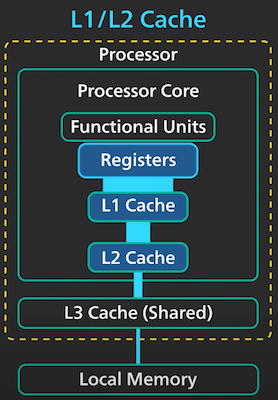 L1/L2 Cache
Processor
Processor Core
Functional Units
Registers
L1 Cache
L2 Cache
L3 Cache (Shared)
Local Memory